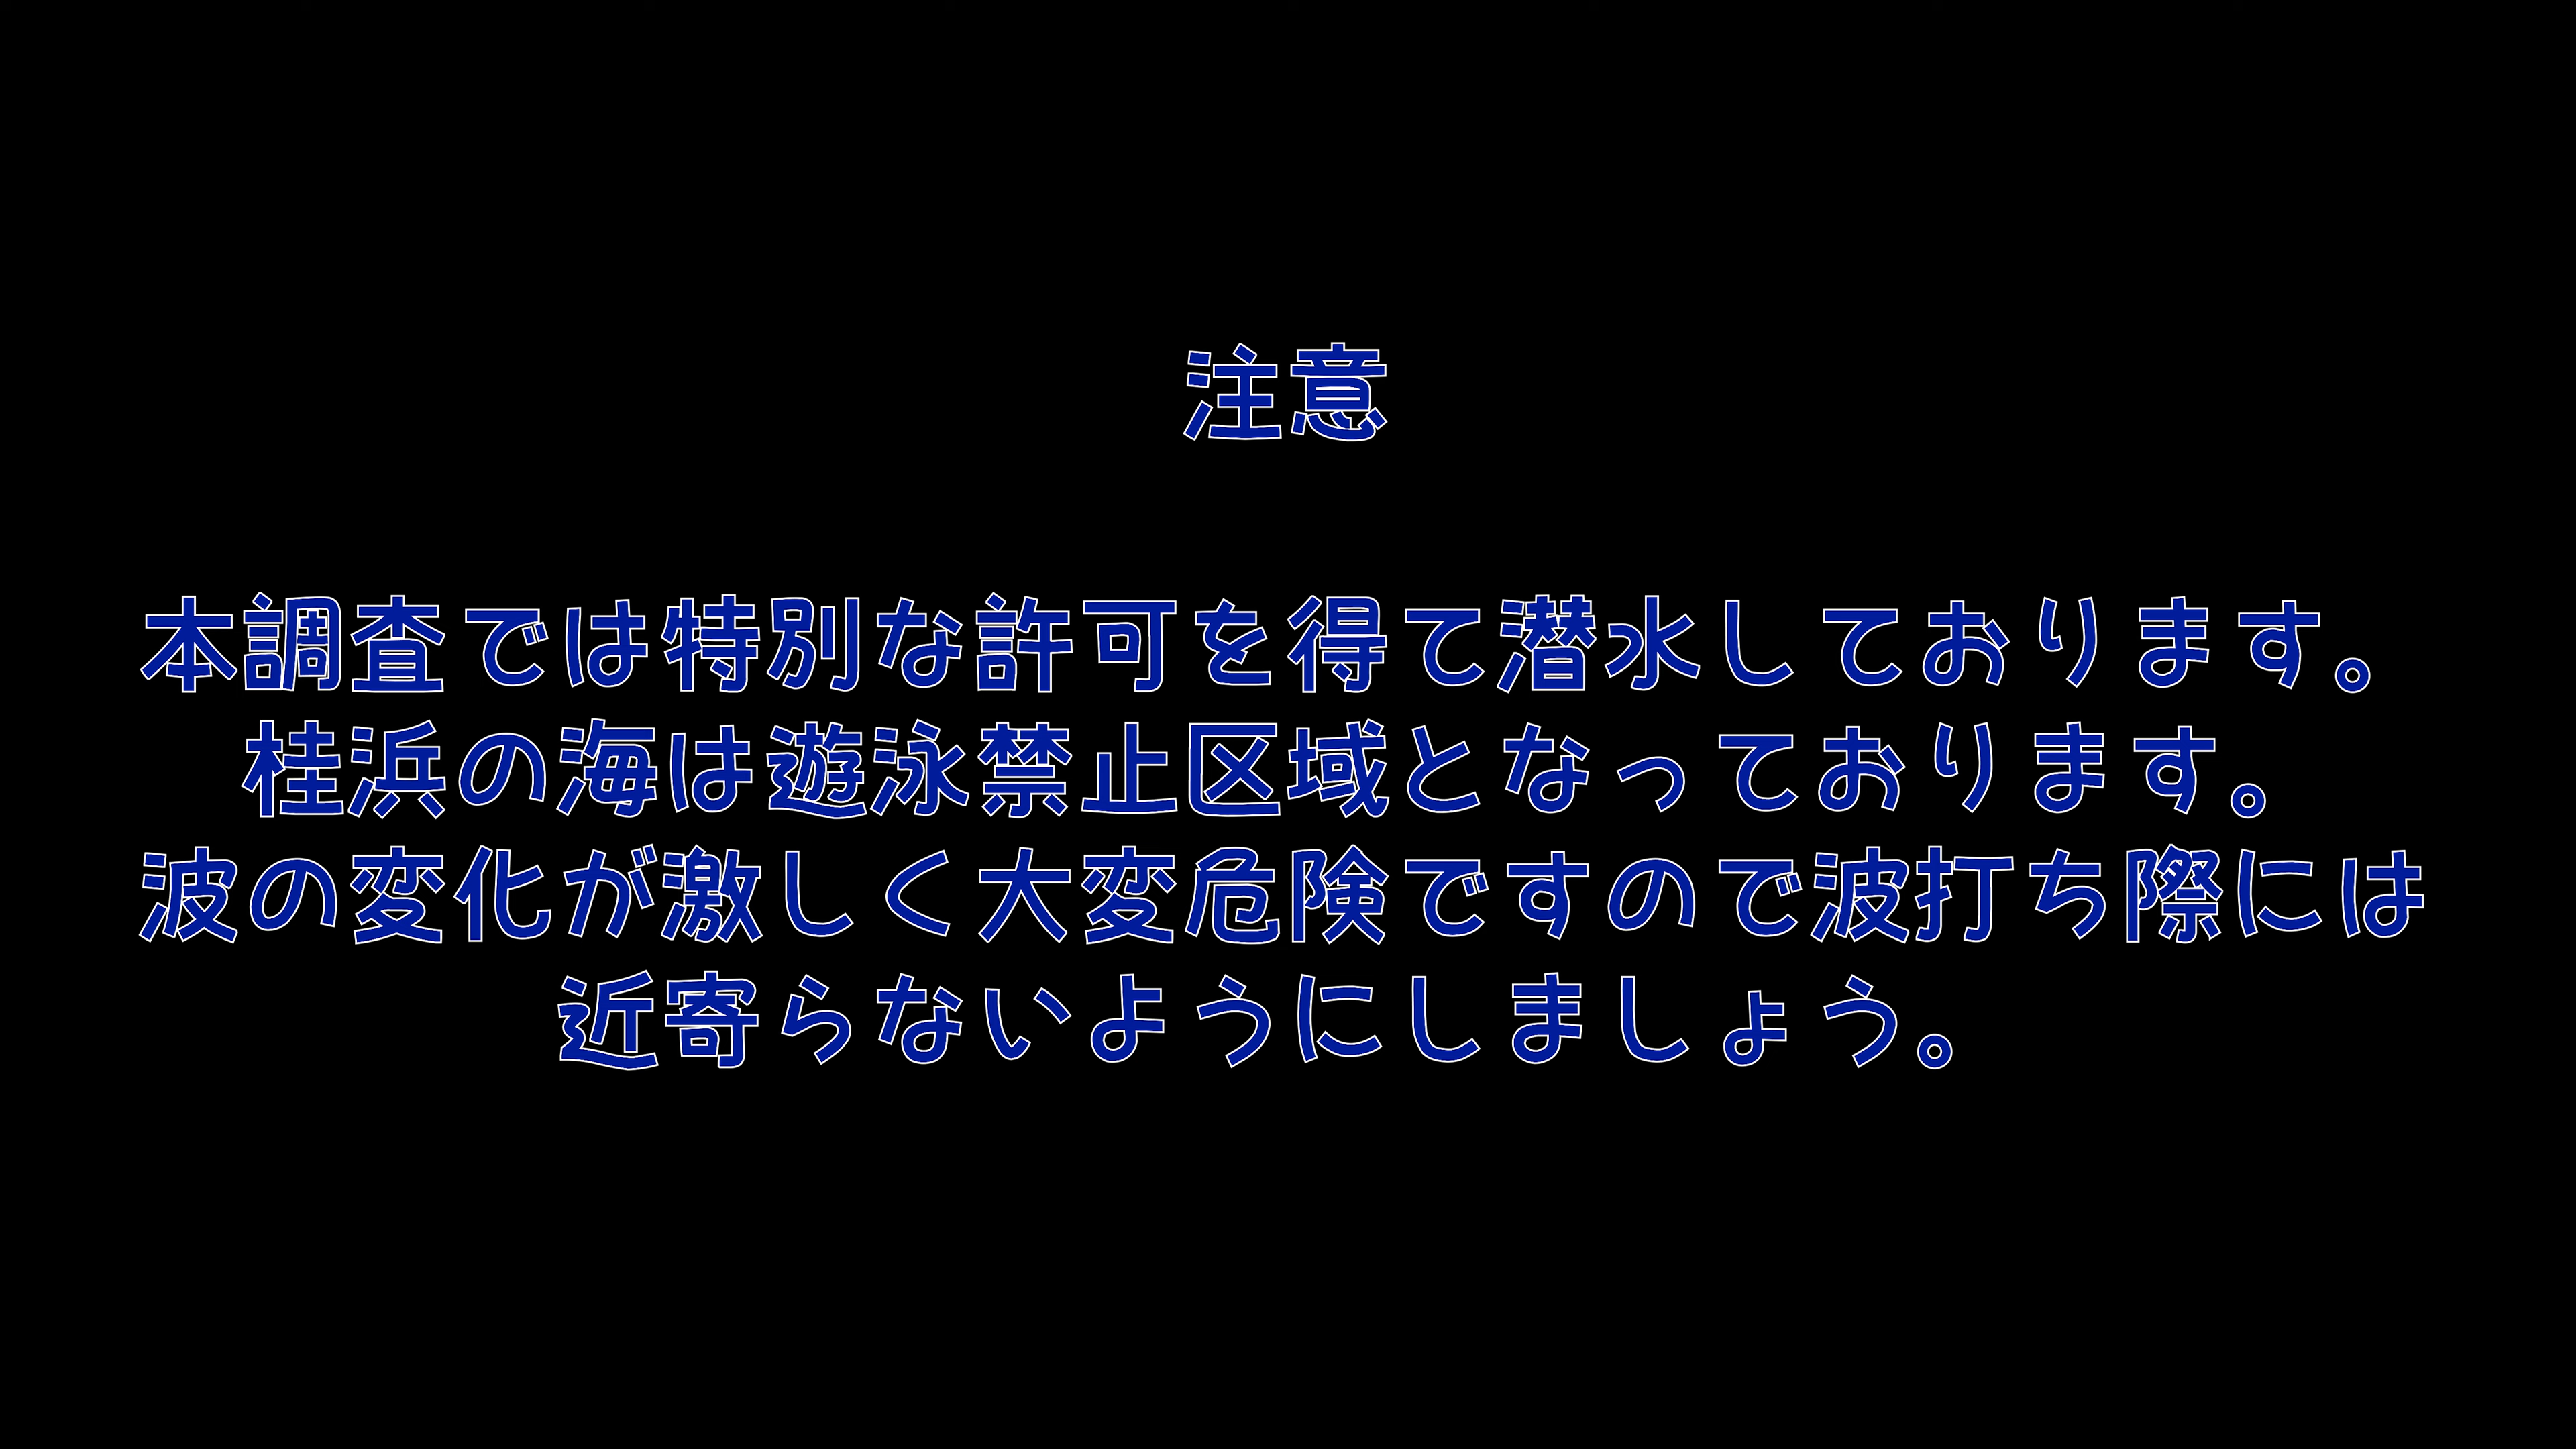 注意
本調査では特別な許可を得て潜水しております。
桂浜の海は遊泳禁止区域となっております。
波の変化が激しく大変危険ですので波打ち際には
近寄らないようにしましょう。